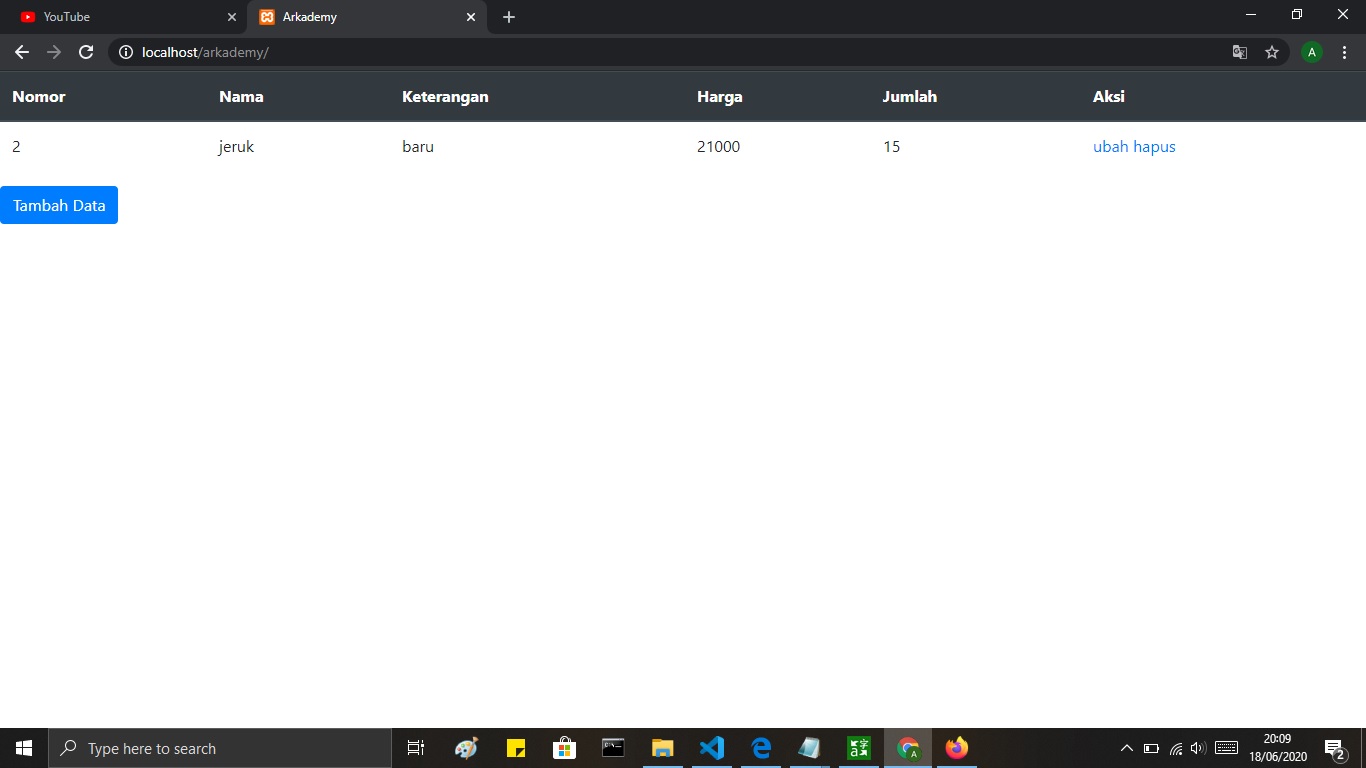 YouTube
Arkademy
localhost/arkademy/
A
Nomor Nama Keterangan Harga Jumlah Aksi
2 jeruk baru 21000 15 ubah hapus
Tambah Data
Type here to search
20:09
18/06/2020
2